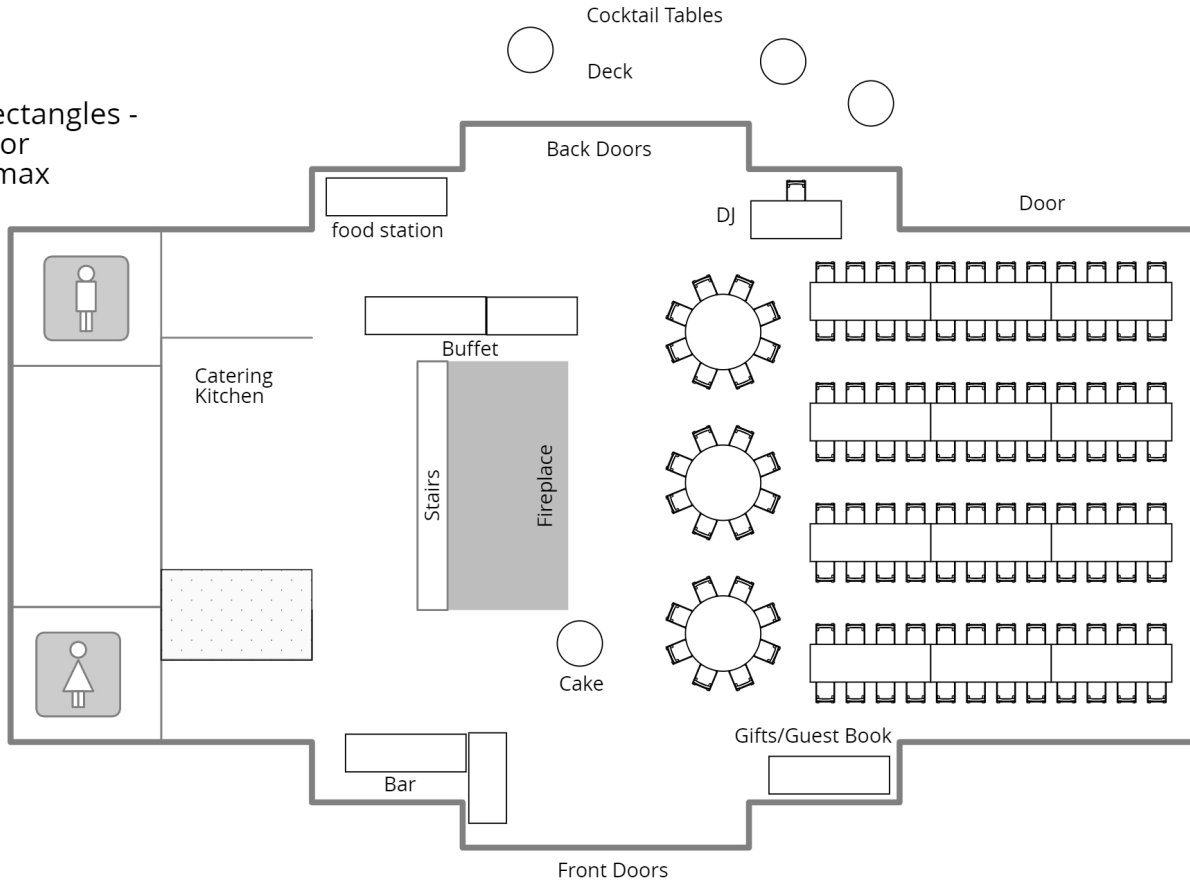 Cocktail Tables
Deck
ectangles -
or
max
Back Doors
Door
DJ
food station
Buffet
Catering
Kitchen
Stairs
Fireplace
Cake
Gifts/Guest Book
Bar
Front Doors